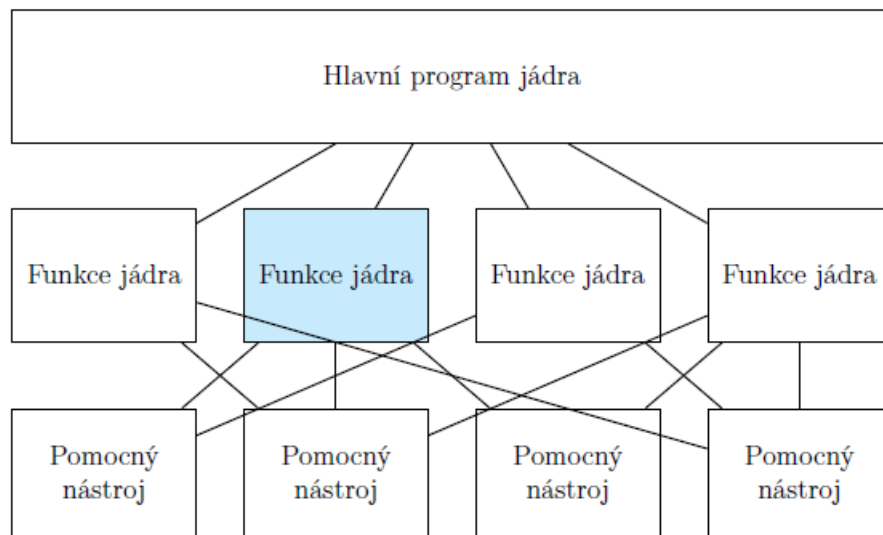 Hlavní program jádra
Funkce jádra
Funkce jádra
Funkce jádra
Funkce jádra
Pomocný
nástroj
Pomocný
nástroj
Pomocný
nástroj
Pomocný
nástroj